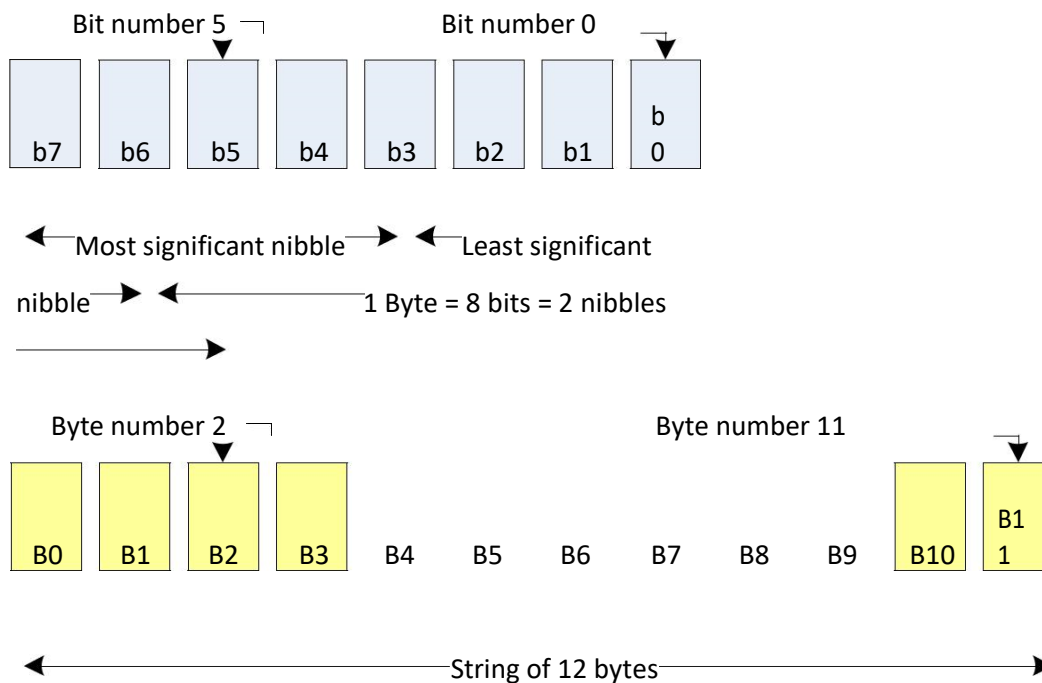 Bit number 5 Bit number 0
b7 b6 b5 b4 b3 b2 b1 b
0
Most significant nibble Least significant
nibble 1 Byte = 8 bits = 2 nibbles
Byte number 2 Byte number 11
B0 B1 B2 B3 B4 B5 B6 B7 B8 B9 B10 B1
1
String of 12 bytes